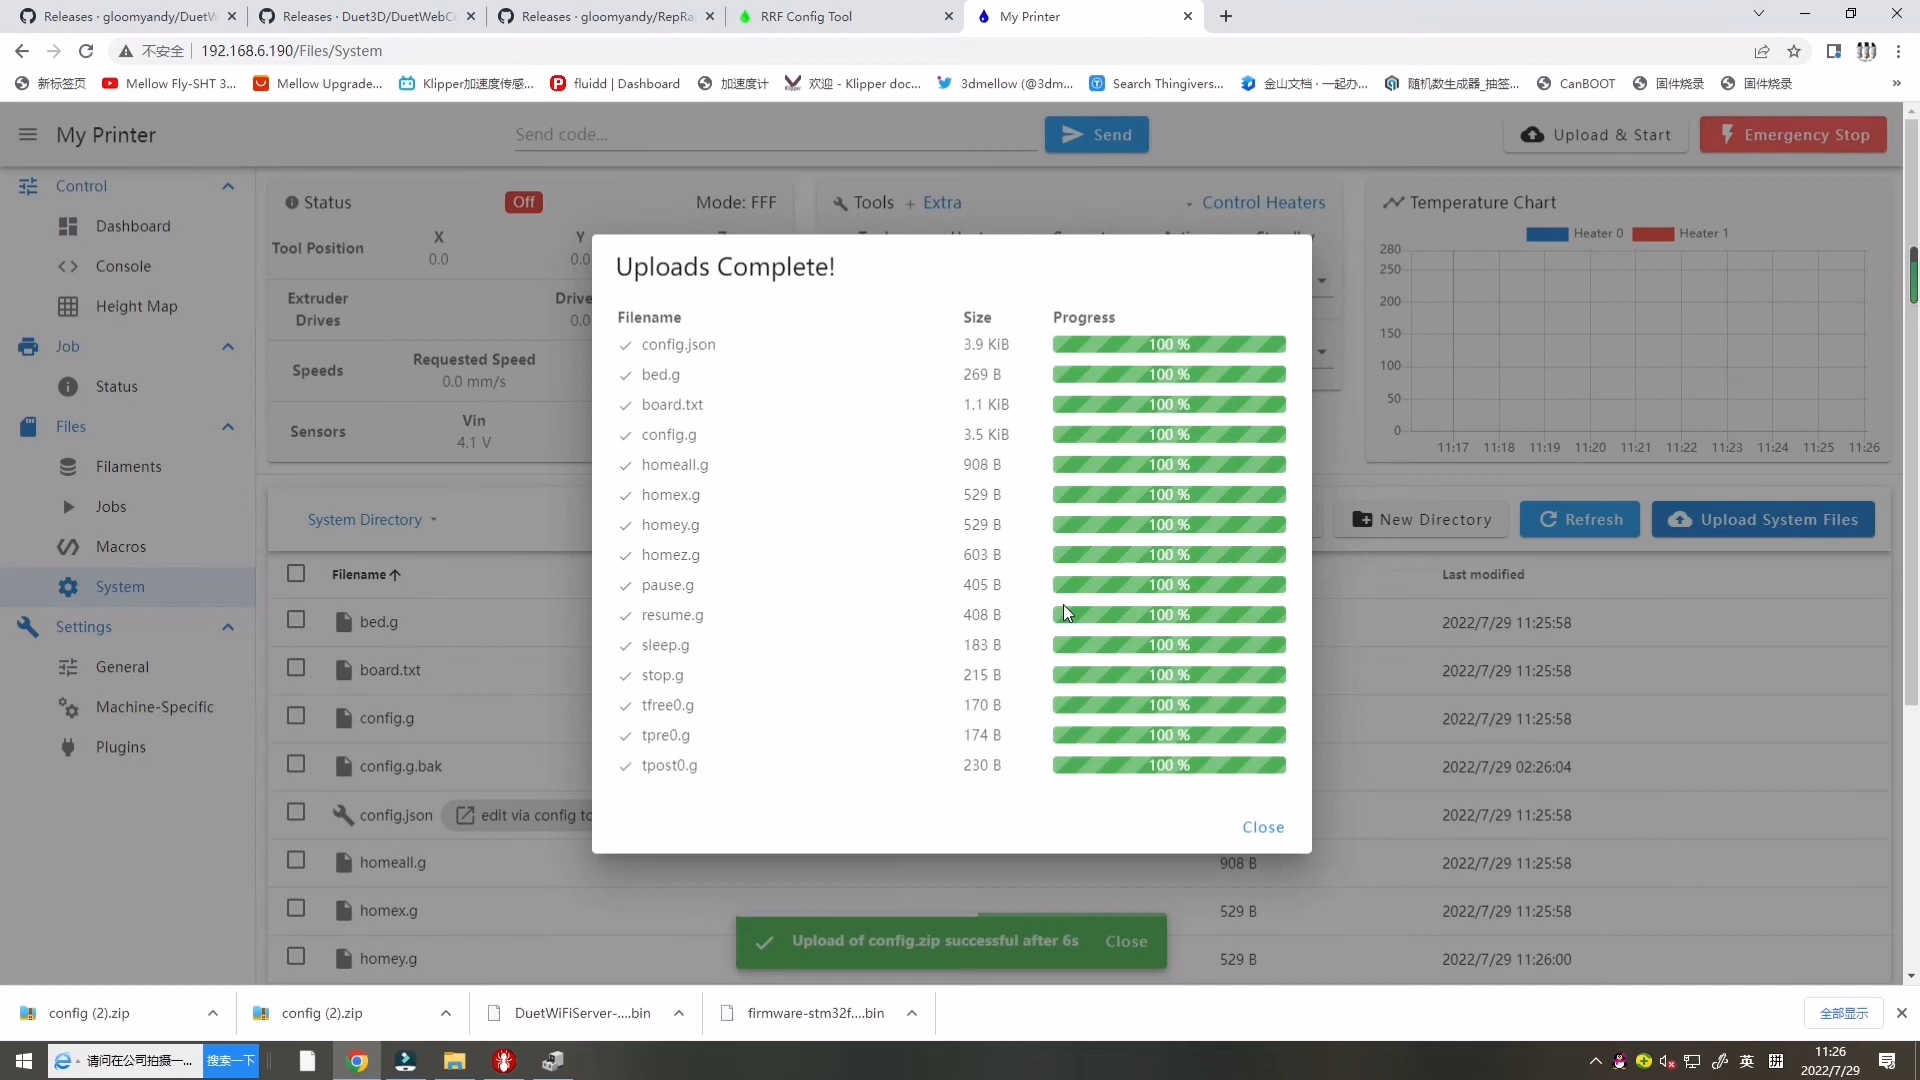 Releases · gloomyandy/DuetW
Releases · Duet3D/DuetWebCo
Releases · gloomyandy/RepRa
RRF Config Tool
My Printer
不安全
192.168.6.190/Files/System
新标签页
Mellow Fly-SHT 3...
Mellow Upgrade...
Klipper加速度传感...
fluidd | Dashboard
加速度计
欢迎 - Klipper doc...
3dmellow (@3dm...
Search Thingivers...
金山文档 · 一起办...
随机数生成器_抽签...
CanBOOT
固件烧录
固件烧录
»
My Printer
Send code...
Send
Upload & Start
Emergency Stop
Control
Dashboard
Console
Height Map
Job
Status
Files
Filaments
Jobs
Macros
System
Settings
General
Machine-Specific
Plugins
Status
Off
Mode: FFF
Tool Position
X
Y
0.0
0.0
Extruder
Drives
Drive
0.0
Speeds
Requested Speed
0.0 mm/s
Sensors
Vin
4.1 V
Tools + Extra
Control Heaters
Temperature Chart
Heater 0
Heater 1
280
250
200
150
100
50
0
11:17 11:18 11:19 11:20 11:21 11:22 11:23 11:24 11:25 11:26
Uploads Complete!
Filename Size Progress
config.json 3.9 KiB 100 %
bed.g 269 B 100 %
board.txt 1.1 KiB 100 %
config.g 3.5 KiB 100 %
homeall.g 908 B 100 %
homex.g 529 B 100 %
homey.g 529 B 100 %
homez.g 603 B 100 %
pause.g 405 B 100 %
resume.g 408 B 100 %
sleep.g 183 B 100 %
stop.g 215 B 100 %
tfree0.g 170 B 100 %
tpre0.g 174 B 100 %
tpost0.g 230 B 100 %
Close
System Directory
New Directory
Refresh
Upload System Files
Filename
Last modified
bed.g 2022/7/29 11:25:58
board.txt 2022/7/29 11:25:58
config.g 2022/7/29 11:25:58
config.g.bak 2022/7/29 02:26:04
config.json edit via config to 2022/7/29 11:25:58
homeall.g 908 B 2022/7/29 11:25:58
homex.g 529 B 2022/7/29 11:25:58
homey.g 529 B 2022/7/29 11:26:00
Upload of config.zip successful after 6s
Close
config (2).zip
config (2).zip
DuetWiFiServer-....bin
firmware-stm32f....bin
全部显示
请问在公司拍摄一...
搜索一下
英
11:26
2022/7/29